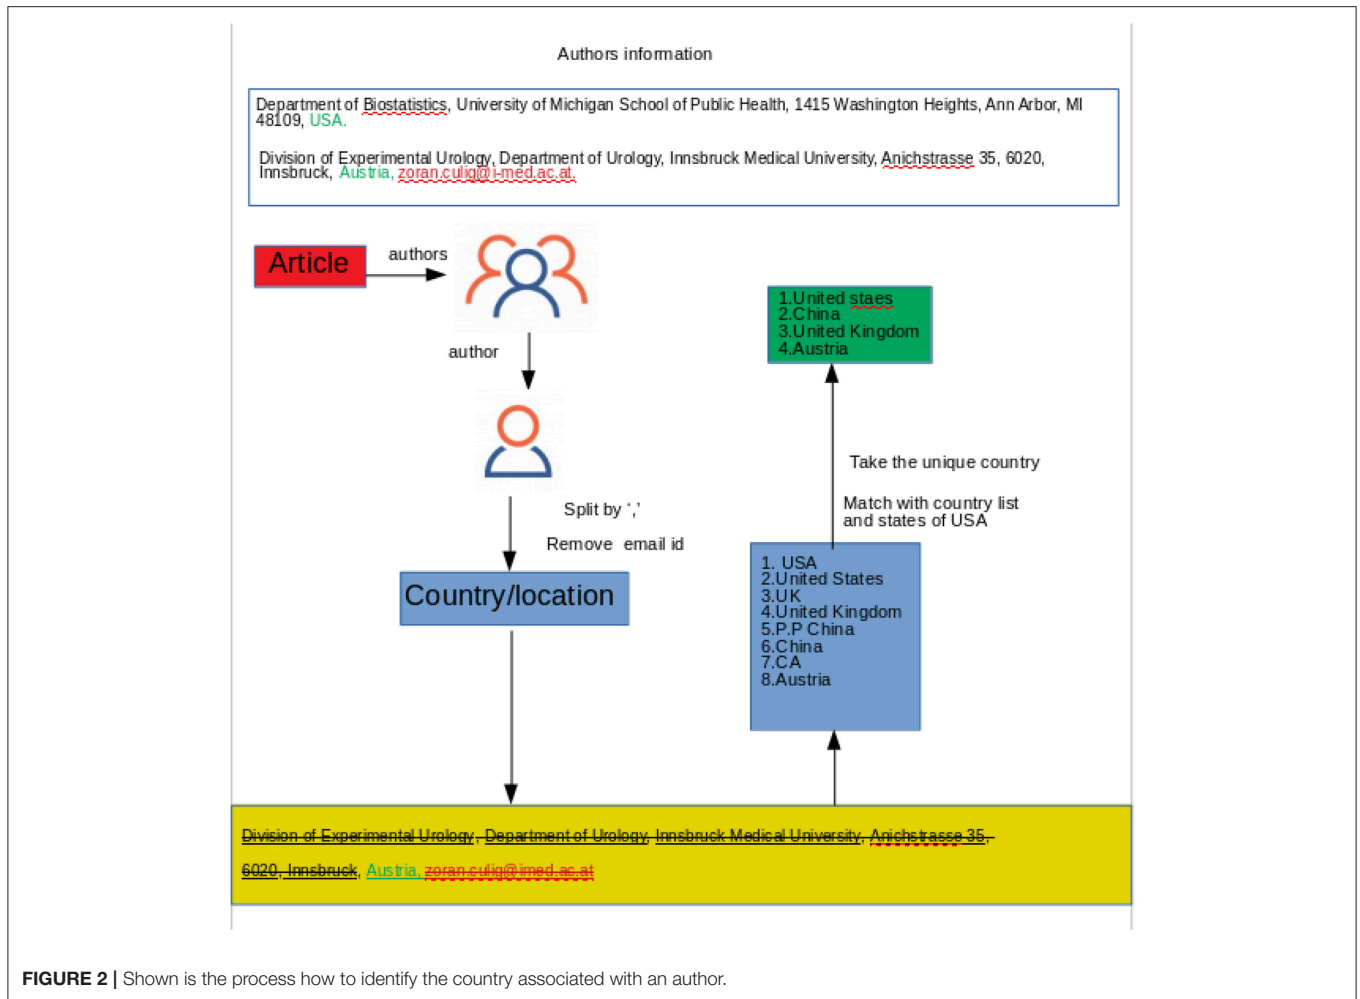 Authors information
Department of Biostatistics, University of Michigan School of Public Health, 1415 Washington Heights, Ann Arbor, MI
48109, USA.
Division of Experimental Urology, Department of Urology, Innsbruck Medical University, Anichstrasse 35, 6020,
Innsbruck, Austria, zoran.culig@i-med.ac.at.
Article
authors
author
Split by ‘,’
Remove email id
Country/location
1.United staes
2.China
3.United Kingdom
4.Austria
Take the unique country
Match with country list
and states of USA
1. USA
2.United States
3.UK
4.United Kingdom
5.P.P China
6.China
7.CA
8.Austria
Division of Experimental Urology, Department of Urology, Innsbruck Medical University, Anichstrasse 35,
6020, Innsbruck, Austria, zoran.culig@imed.ac.at
FIGURE 2 | Shown is the process how to identify the country associated with an author.